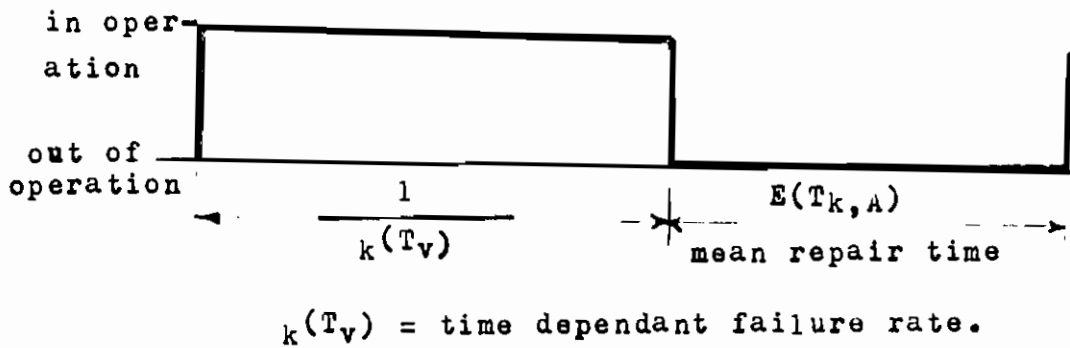 in oper-
ation
out of
operation
1
k(Tv)
E(Tk,A)
mean repair time
k(Tv) = time dependant failure rate.